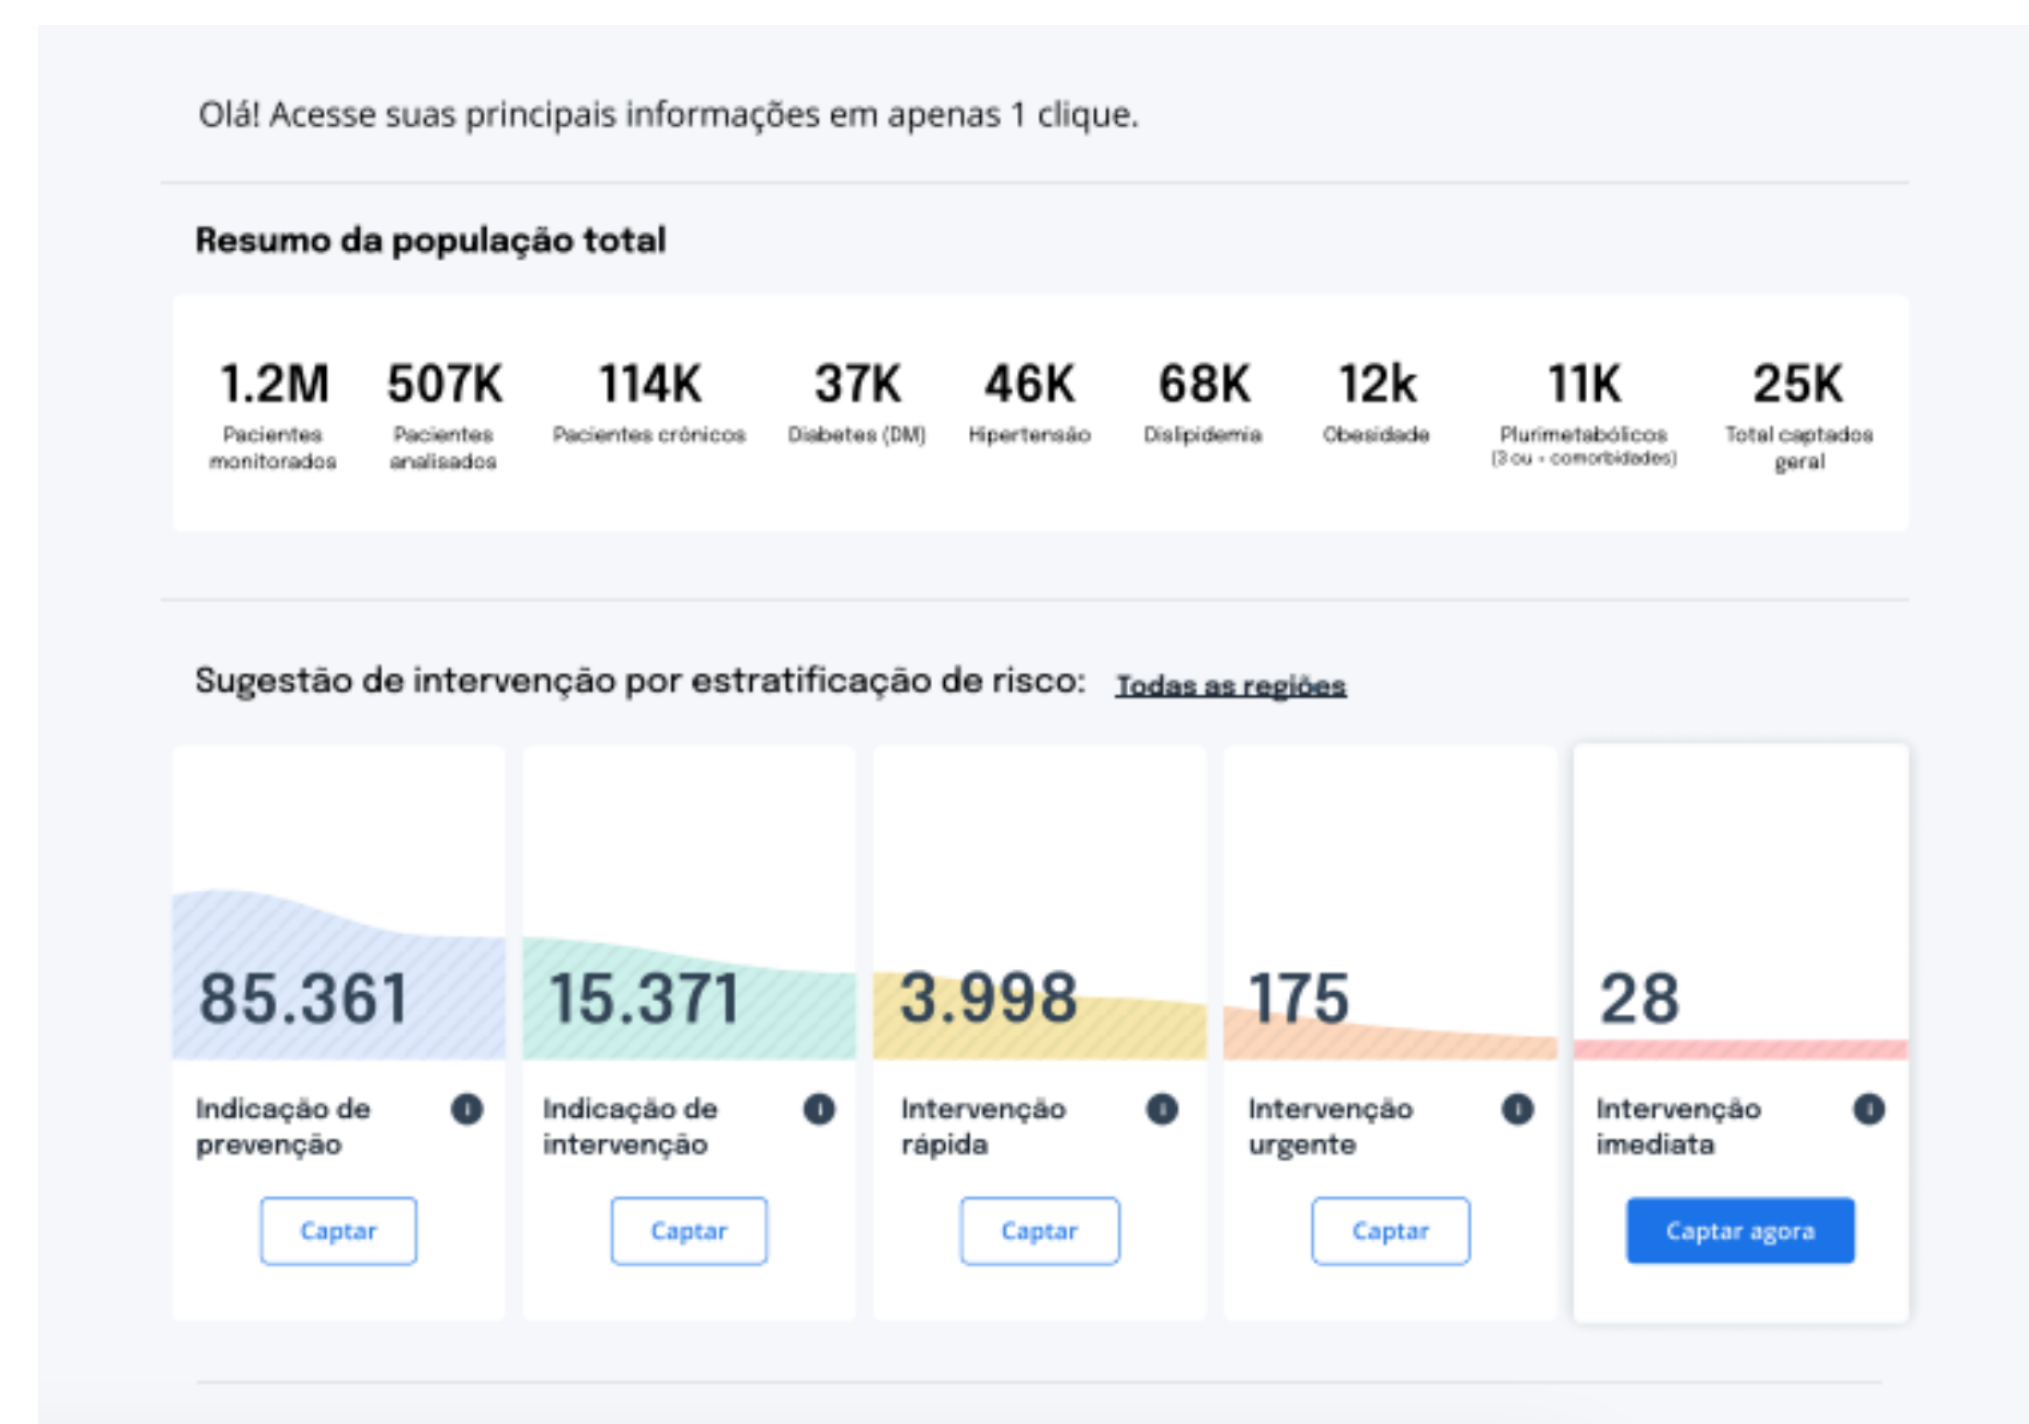 Olá! Acesse suas principais informações em apenas 1 clique.
Resumo da população total
1.2M
Pacientes
monitorados
507K
Pacientes
analisados
114K
Pacientes crônicos
37K
Diabetes (DM)
46K
Hipertensão
68K
Dislipidemia
12k
Obesidade
11K
Plurimetabólicos
(3 ou + comorbidades)
25K
Total captados
geral
Sugestão de intervenção por estratificação de risco: Todas as regiões
85.361
Indicação de
prevenção
Captar
15.371
Indicação de
intervenção
Captar
3.998
Intervenção
rápida
Captar
175
Intervenção
urgente
Captar
28
Intervenção
imediata
Captar agora